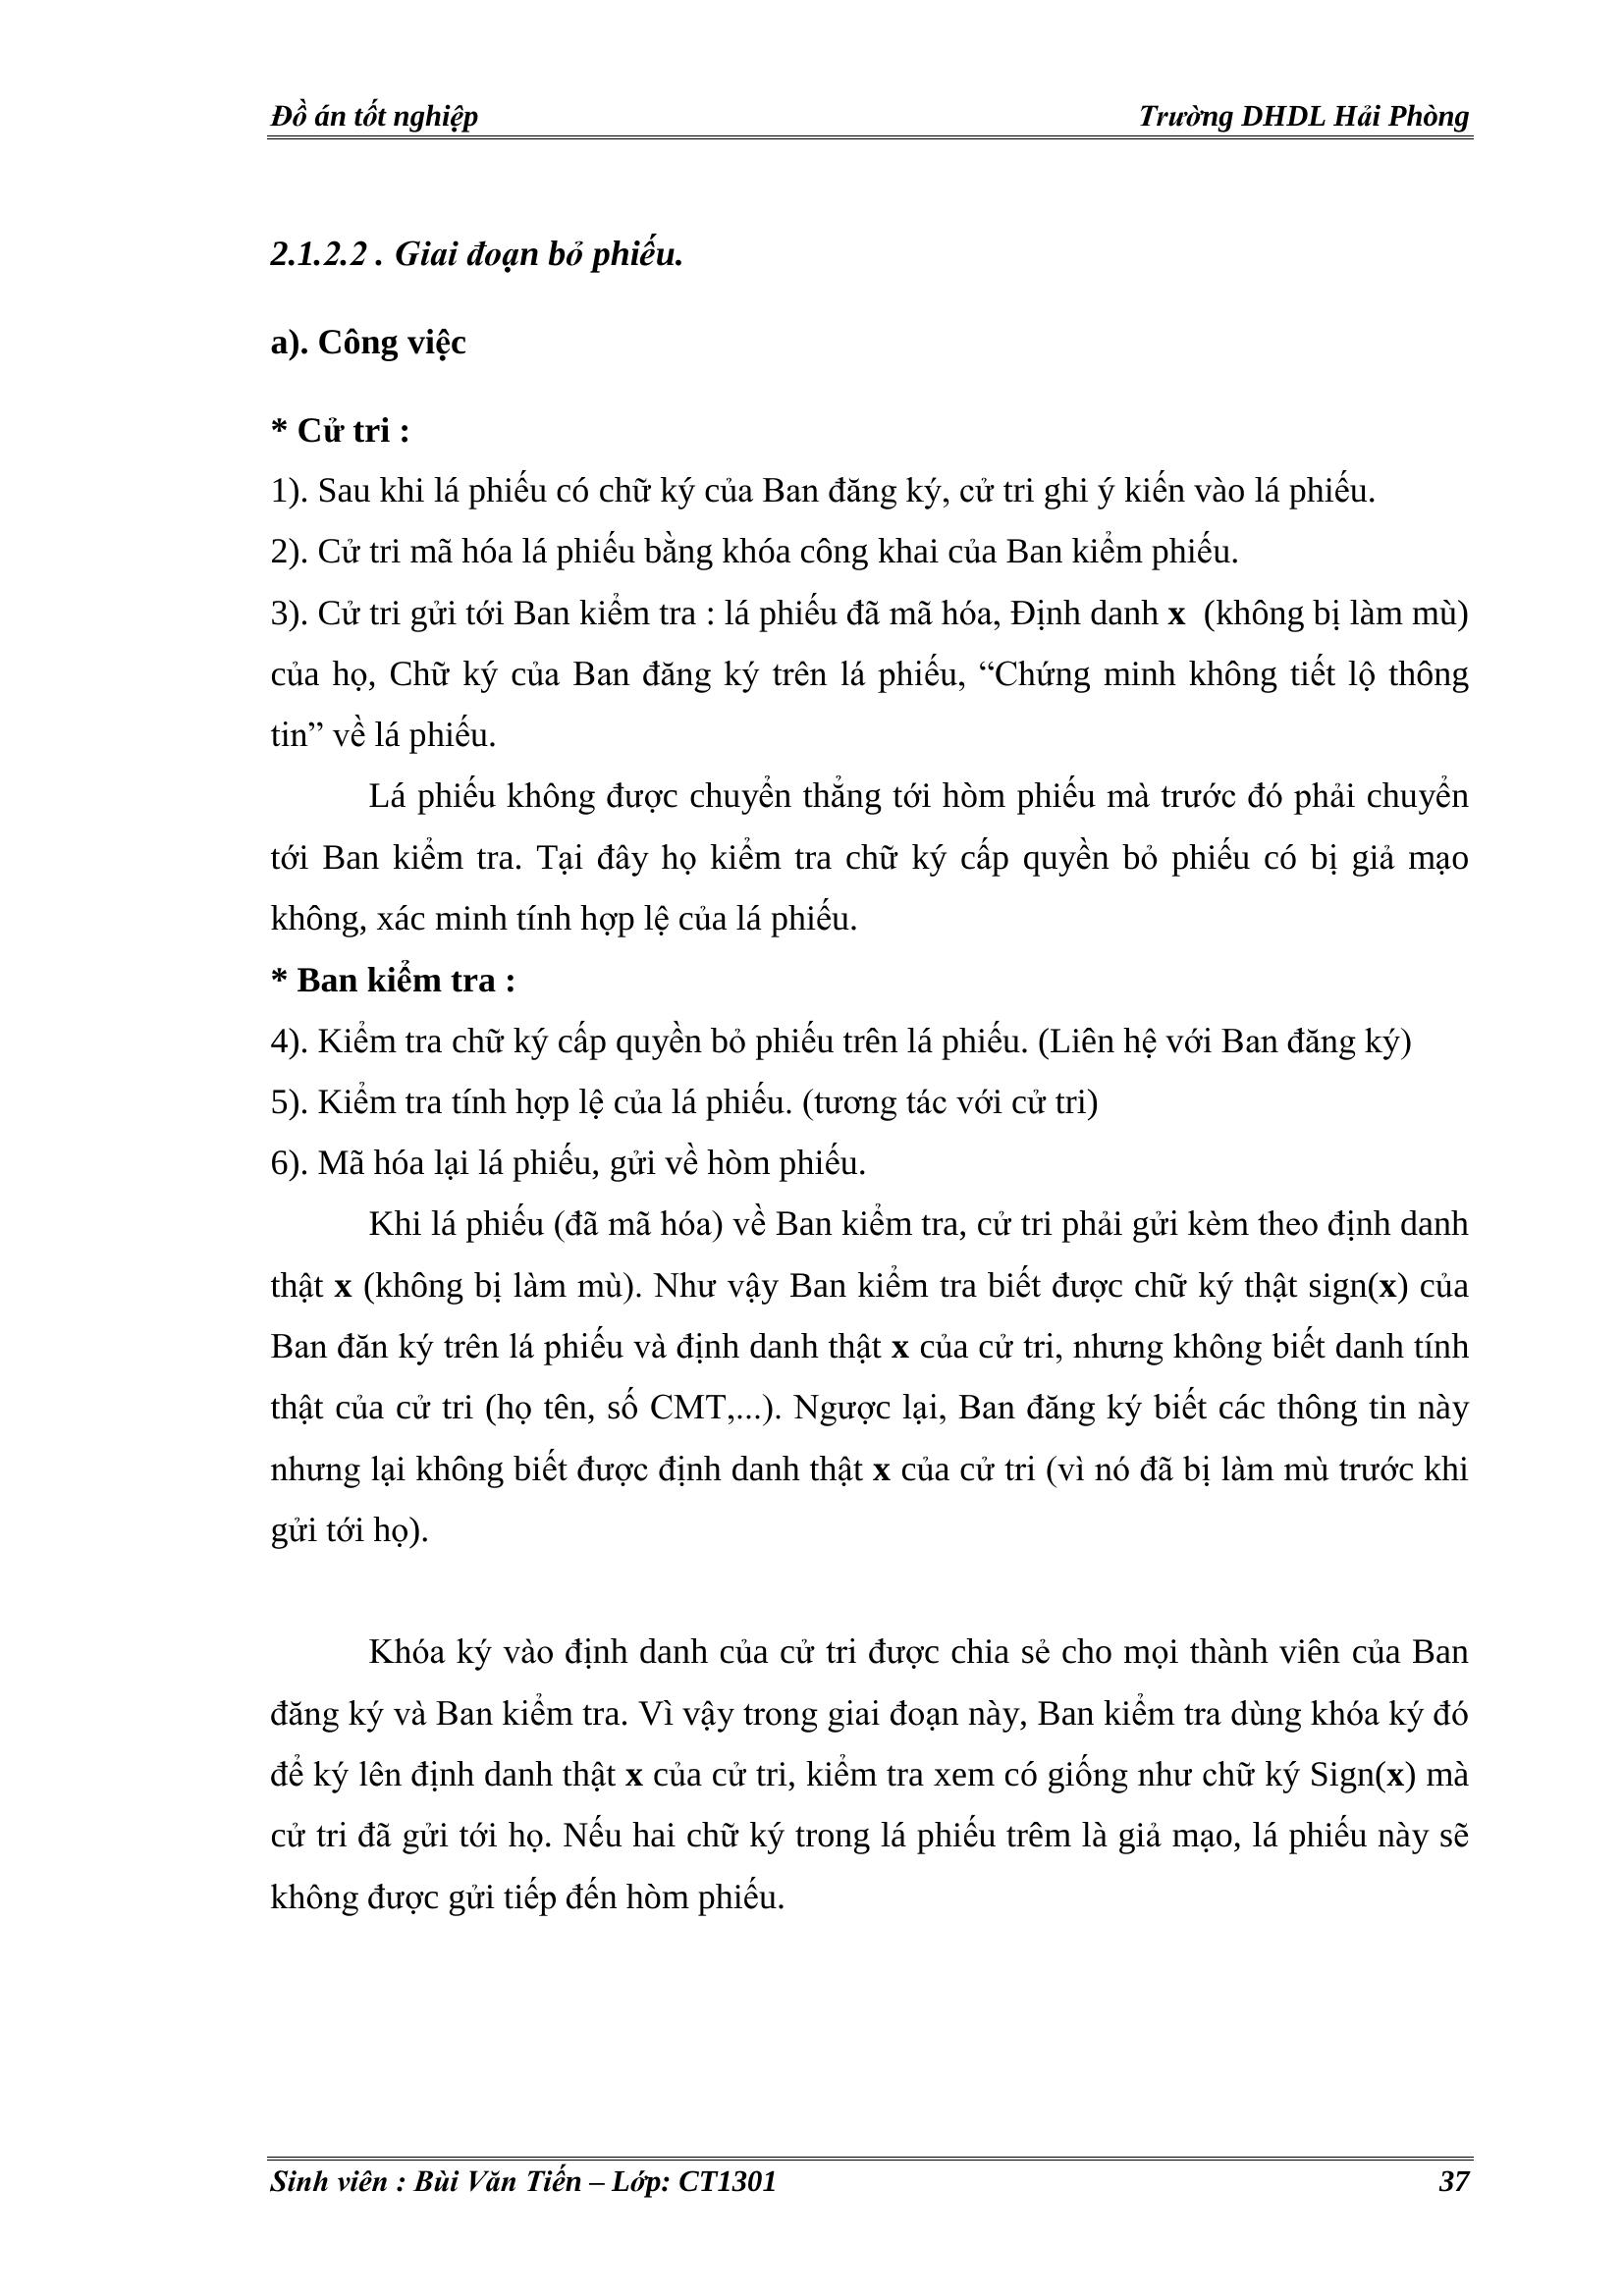 Đồ án tốt nghiệp Trường DHDL Hải Phòng
2.1.2.2 . Giai đoạn bỏ phiếu.
a). Công việc
* Cử tri :
1). Sau khi lá phiếu có chữ ký của Ban đăng ký, cử tri ghi ý kiến vào lá phiếu.
2). Cử tri mã hóa lá phiếu bằng khóa công khai của Ban kiểm phiếu.
3). Cử tri gửi tới Ban kiểm tra : lá phiếu đã mã hóa, Định danh x (không bị làm mù)
của họ, Chữ ký của Ban đăng ký trên lá phiếu, “Chứng minh không tiết lộ thông
tin” về lá phiếu.
Lá phiếu không được chuyển thẳng tới hòm phiếu mà trước đó phải chuyển
tới Ban kiểm tra. Tại đây họ kiểm tra chữ ký cấp quyền bỏ phiếu có bị giả mạo
không, xác minh tính hợp lệ của lá phiếu.
* Ban kiểm tra :
4). Kiểm tra chữ ký cấp quyền bỏ phiếu trên lá phiếu. (Liên hệ với Ban đăng ký)
5). Kiểm tra tính hợp lệ của lá phiếu. (tương tác với cử tri)
6). Mã hóa lại lá phiếu, gửi về hòm phiếu.
Khi lá phiếu (đã mã hóa) về Ban kiểm tra, cử tri phải gửi kèm theo định danh
thật x (không bị làm mù). Như vậy Ban kiểm tra biết được chữ ký thật sign(x) của
Ban đăn ký trên lá phiếu và định danh thật x của cử tri, nhưng không biết danh tính
thật của cử tri (họ tên, số CMT,...). Ngược lại, Ban đăng ký biết các thông tin này
nhưng lại không biết được định danh thật x của cử tri (vì nó đã bị làm mù trước khi
gửi tới họ).
Khóa ký vào định danh của cử tri được chia sẻ cho mọi thành viên của Ban
đăng ký và Ban kiểm tra. Vì vậy trong giai đoạn này, Ban kiểm tra dùng khóa ký đó
để ký lên định danh thật x của cử tri, kiểm tra xem có giống như chữ ký Sign(x) mà
cử tri đã gửi tới họ. Nếu hai chữ ký trong lá phiếu trêm là giả mạo, lá phiếu này sẽ
không được gửi tiếp đến hòm phiếu.
Sinh viên : Bùi Văn Tiến – Lớp: CT1301 37